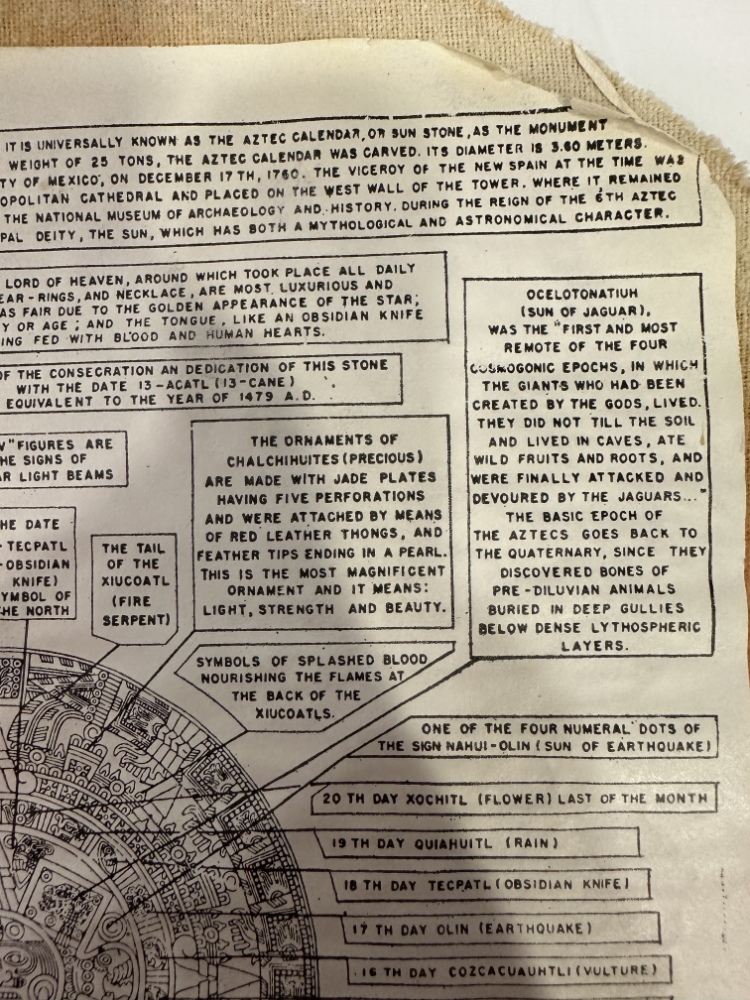 IT IS UNIVERSALLY KNOWN AS THE AZTEC CALENDAR, OR SUN STONE, AS THE MONUMENT
WEIGHT OF 25 TONS, THE AZTEC CALENDAR WAS CARVED. ITS DIAMETER IS 3.60 METERS.
TY OF MEXICO, ON DECEMBER 17TH, 1760. THE VICEROY OF THE NEW SPAIN AT THE TIME WAS
OPOLITAN CATHEDRAL AND PLACED ON THE WEST WALL OF THE TOWER. WHERE IT REMAINED
THE NATIONAL MUSEUM OF ARCHAEOLOGY AND HISTORY. DURING THE REIGN OF THE 6TH AZTEC
PAL DEITY, THE SUN, WHICH HAS BOTH A MYTHOLOGICAL AND ASTRONOMICAL CHARACTER.
LORD OF HEAVEN, AROUND WHICH TOOK PLACE ALL DAILY
EAR-RINGS, AND NECKLACE, ARE MOST LUXURIOUS AND
AS FAIR DUE TO THE GOLDEN APPEARANCE OF THE STAR;
Y OR AGE; AND THE TONGUE, LIKE AN OBSIDIAN KNIFE
ING FED WITH BLOOD AND HUMAN HEARTS.
OF THE CONSECRATION AN DEDICATION OF THIS STONE
WITH THE DATE 13-ACATL (13-CANE)
EQUIVALENT TO THE YEAR OF 1479 A.D.
OCELOTONATIUH
(SUN OF JAGUAR),
WAS THE "FIRST AND MOST
REMOTE OF THE FOUR
COSMOGONIC EPOCHS, IN WHICH
THE GIANTS WHO HAD BEEN
CREATED BY THE GODS, LIVED.
THEY DID NOT TILL THE SOIL
AND LIVED IN CAVES, ATE
WILD FRUITS AND ROOTS, AND
WERE FINALLY ATTACKED AND
DEVOURED BY THE JAGUARS..."
THE BASIC EPOCH OF
THE AZTECS GOES BACK TO
THE QUATERNARY, SINCE THEY
DISCOVERED BONES OF
PRE-DILUVIAN ANIMALS
BURIED IN DEEP GULLIES
BELOW DENSE LYTHOSPHERIC
LAYERS.
W" FIGURES ARE
HE SIGNS OF
AR LIGHT BEAMS
THE ORNAMENTS OF
CHALCHIHUITES (PRECIOUS)
ARE MADE WITH JADE PLATES
HAVING FIVE PERFORATIONS
AND WERE ATTACHED BY MEANS
OF RED LEATHER THONGS, AND
FEATHER TIPS ENDING IN A PEARL.
THIS IS THE MOST MAGNIFICENT
ORNAMENT AND IT MEANS:
LIGHT, STRENGTH AND BEAUTY.
HE DATE
-TECPATL
-OBSIDIAN
KNIFE)
YMBOL OF
HE NORTH
THE TAIL
OF THE
XIUCOATL
(FIRE
SERPENT)
SYMBOLS OF SPLASHED BLOOD
NOURISHING THE FLAMES AT
THE BACK OF THE
XIUCOATLS.
ONE OF THE FOUR NUMERAL DOTS OF
THE SIGN NAHUI-OLIN (SUN OF EARTHQUAKE)
20 TH DAY XOCHITL (FLOWER) LAST OF THE MONTH
19 TH DAY QUIAHUITL (RAIN)
18 TH DAY TECPATL (OBSIDIAN KNIFE)
17 TH DAY OLIN (EARTHQUAKE)
16 TH DAY COZCACUAUHTLI (VULTURE)